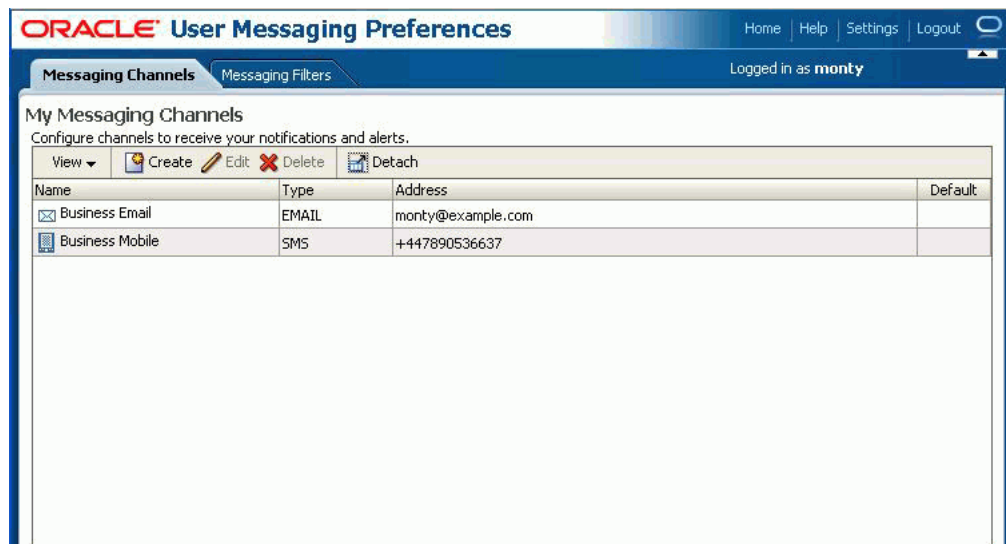 ORACLE User Messaging Preferences
Home Help Settings Logout
Messaging Channels Messaging Filters
Logged in as monty
My Messaging Channels
Configure channels to receive your notifications and alerts.
View Create Edit Delete Detach
Name Type Address Default
Business Email EMAIL monty@example.com
Business Mobile SMS +447890536637